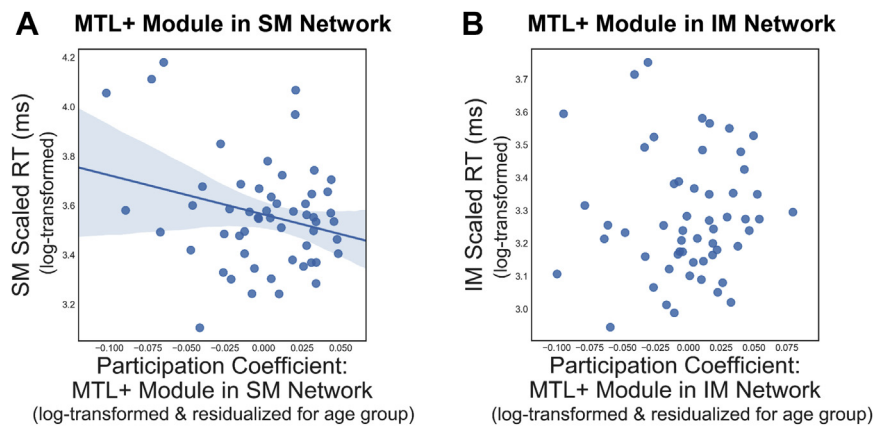 A
MTL+ Module in SM Network
SM Scaled RT (ms)
(log-transformed)
4.2
4.0
3.8
3.6
3.4
3.2
−0.100 −0.075 −0.050 −0.025 0.000 0.025 0.050
Participation Coefficient:
MTL+ Module in SM Network
(log-transformed & residualized for age group)
B
MTL+ Module in IM Network
IM Scaled RT (ms)
(log-transformed)
3.7
3.6
3.5
3.4
3.3
3.2
3.1
3.0
−0.100 −0.075 −0.050 −0.025 0.000 0.025 0.050 0.075
Participation Coefficient:
MTL+ Module in IM Network
(log-transformed & residualized for age group)